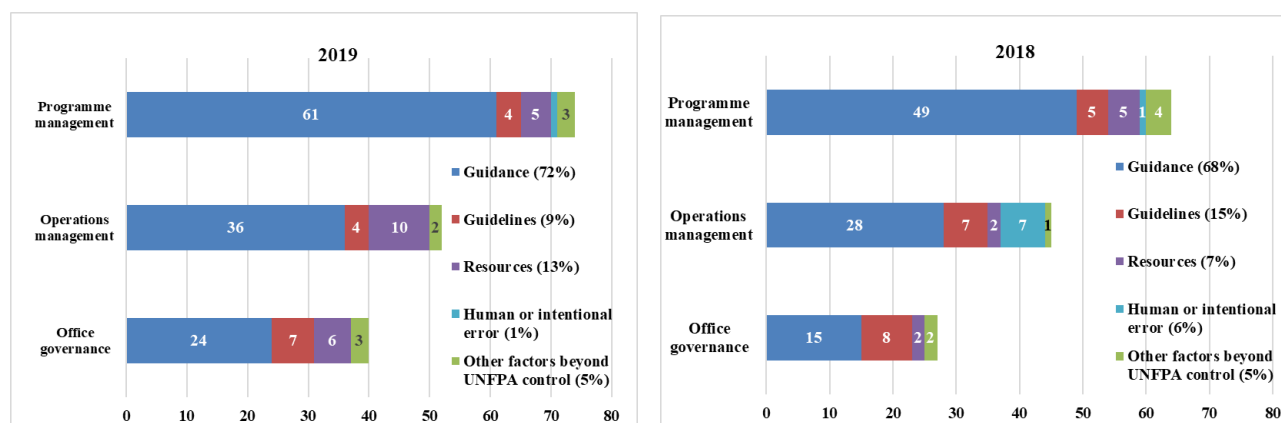 2019
Programme
management
61
4
5
3
Guidance (72%)
Operations
management
36
4
10
2
Guidelines (9%)
Resources (13%)
Office
governance
24
7
6
3
Human or intentional
error (1%)
Other factors beyond
UNFPA control (5%)
0 10 20 30 40 50 60 70 80
2018
Programme
management
49
5
5
1
4
Guidance (68%)
Operations
management
28
7
2
7
1
Guidelines (15%)
Resources (7%)
Office
governance
15
8
2
2
Human or intentional
error (6%)
Other factors beyond
UNFPA control (5%)
0 10 20 30 40 50 60 70 80